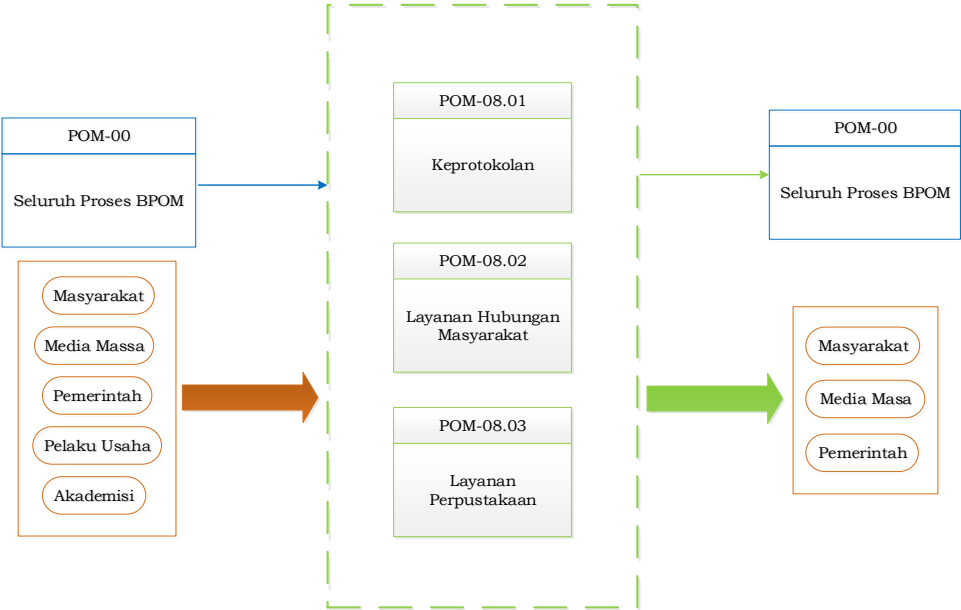 POM-00
Seluruh Proses BPOM
Masyarakat
Media Massa
Pemerintah
Pelaku Usaha
Akademisi
POM-08.01
Keprotokolan
POM-08.02
Layanan Hubungan
Masyarakat
POM-08.03
Layanan
Perpustakaan
POM-00
Seluruh Proses BPOM
Masyarakat
Media Masa
Pemerintah